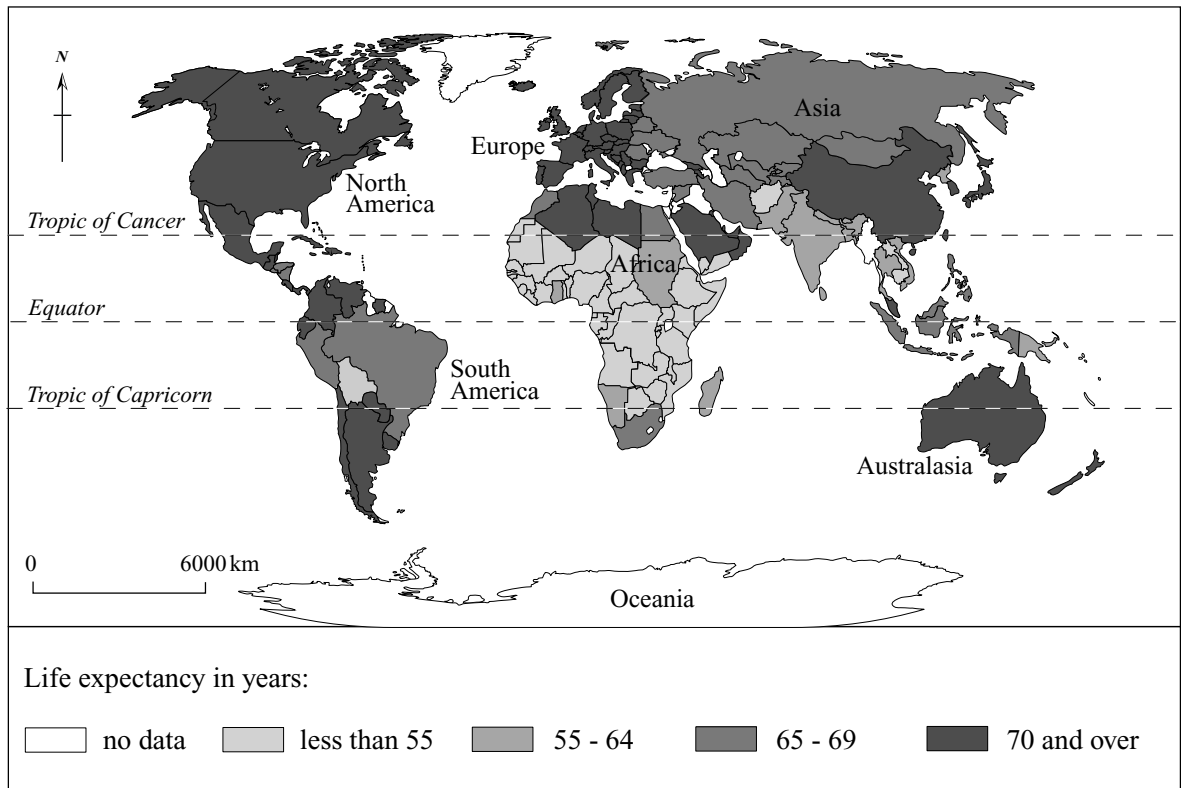 N
Asia
Europe
North
America
Tropic of Cancer
Africa
Equator
South
America
Tropic of Capricorn
Australasia
0 6000 km
Oceania
Life expectancy in years:
no data less than 55 55 - 64 65 - 69 70 and over